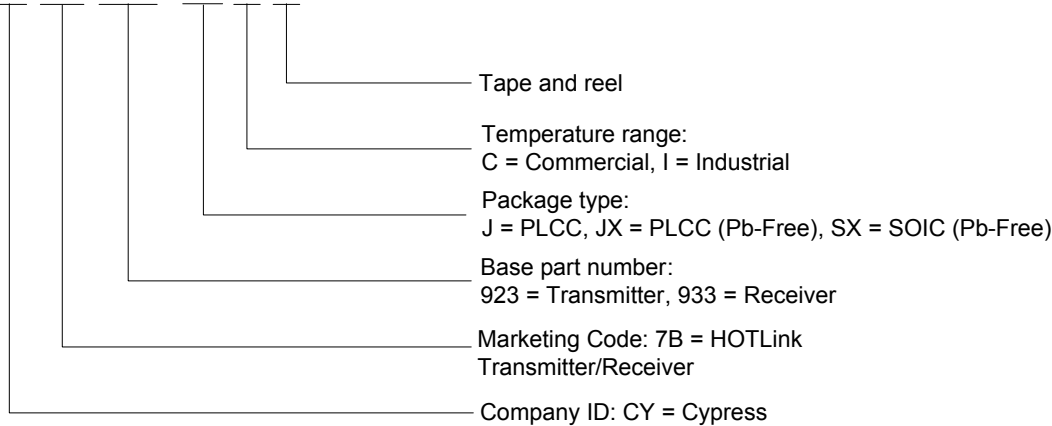 Tape and reel
Temperature range:
C = Commercial, I = Industrial
Package type:
J = PLCC, JX = PLCC (Pb-Free), SX = SOIC (Pb-Free)
Base part number:
923 = Transmitter, 933 = Receiver
Marketing Code: 7B = HOTLink
Transmitter/Receiver
Company ID: CY = Cypress